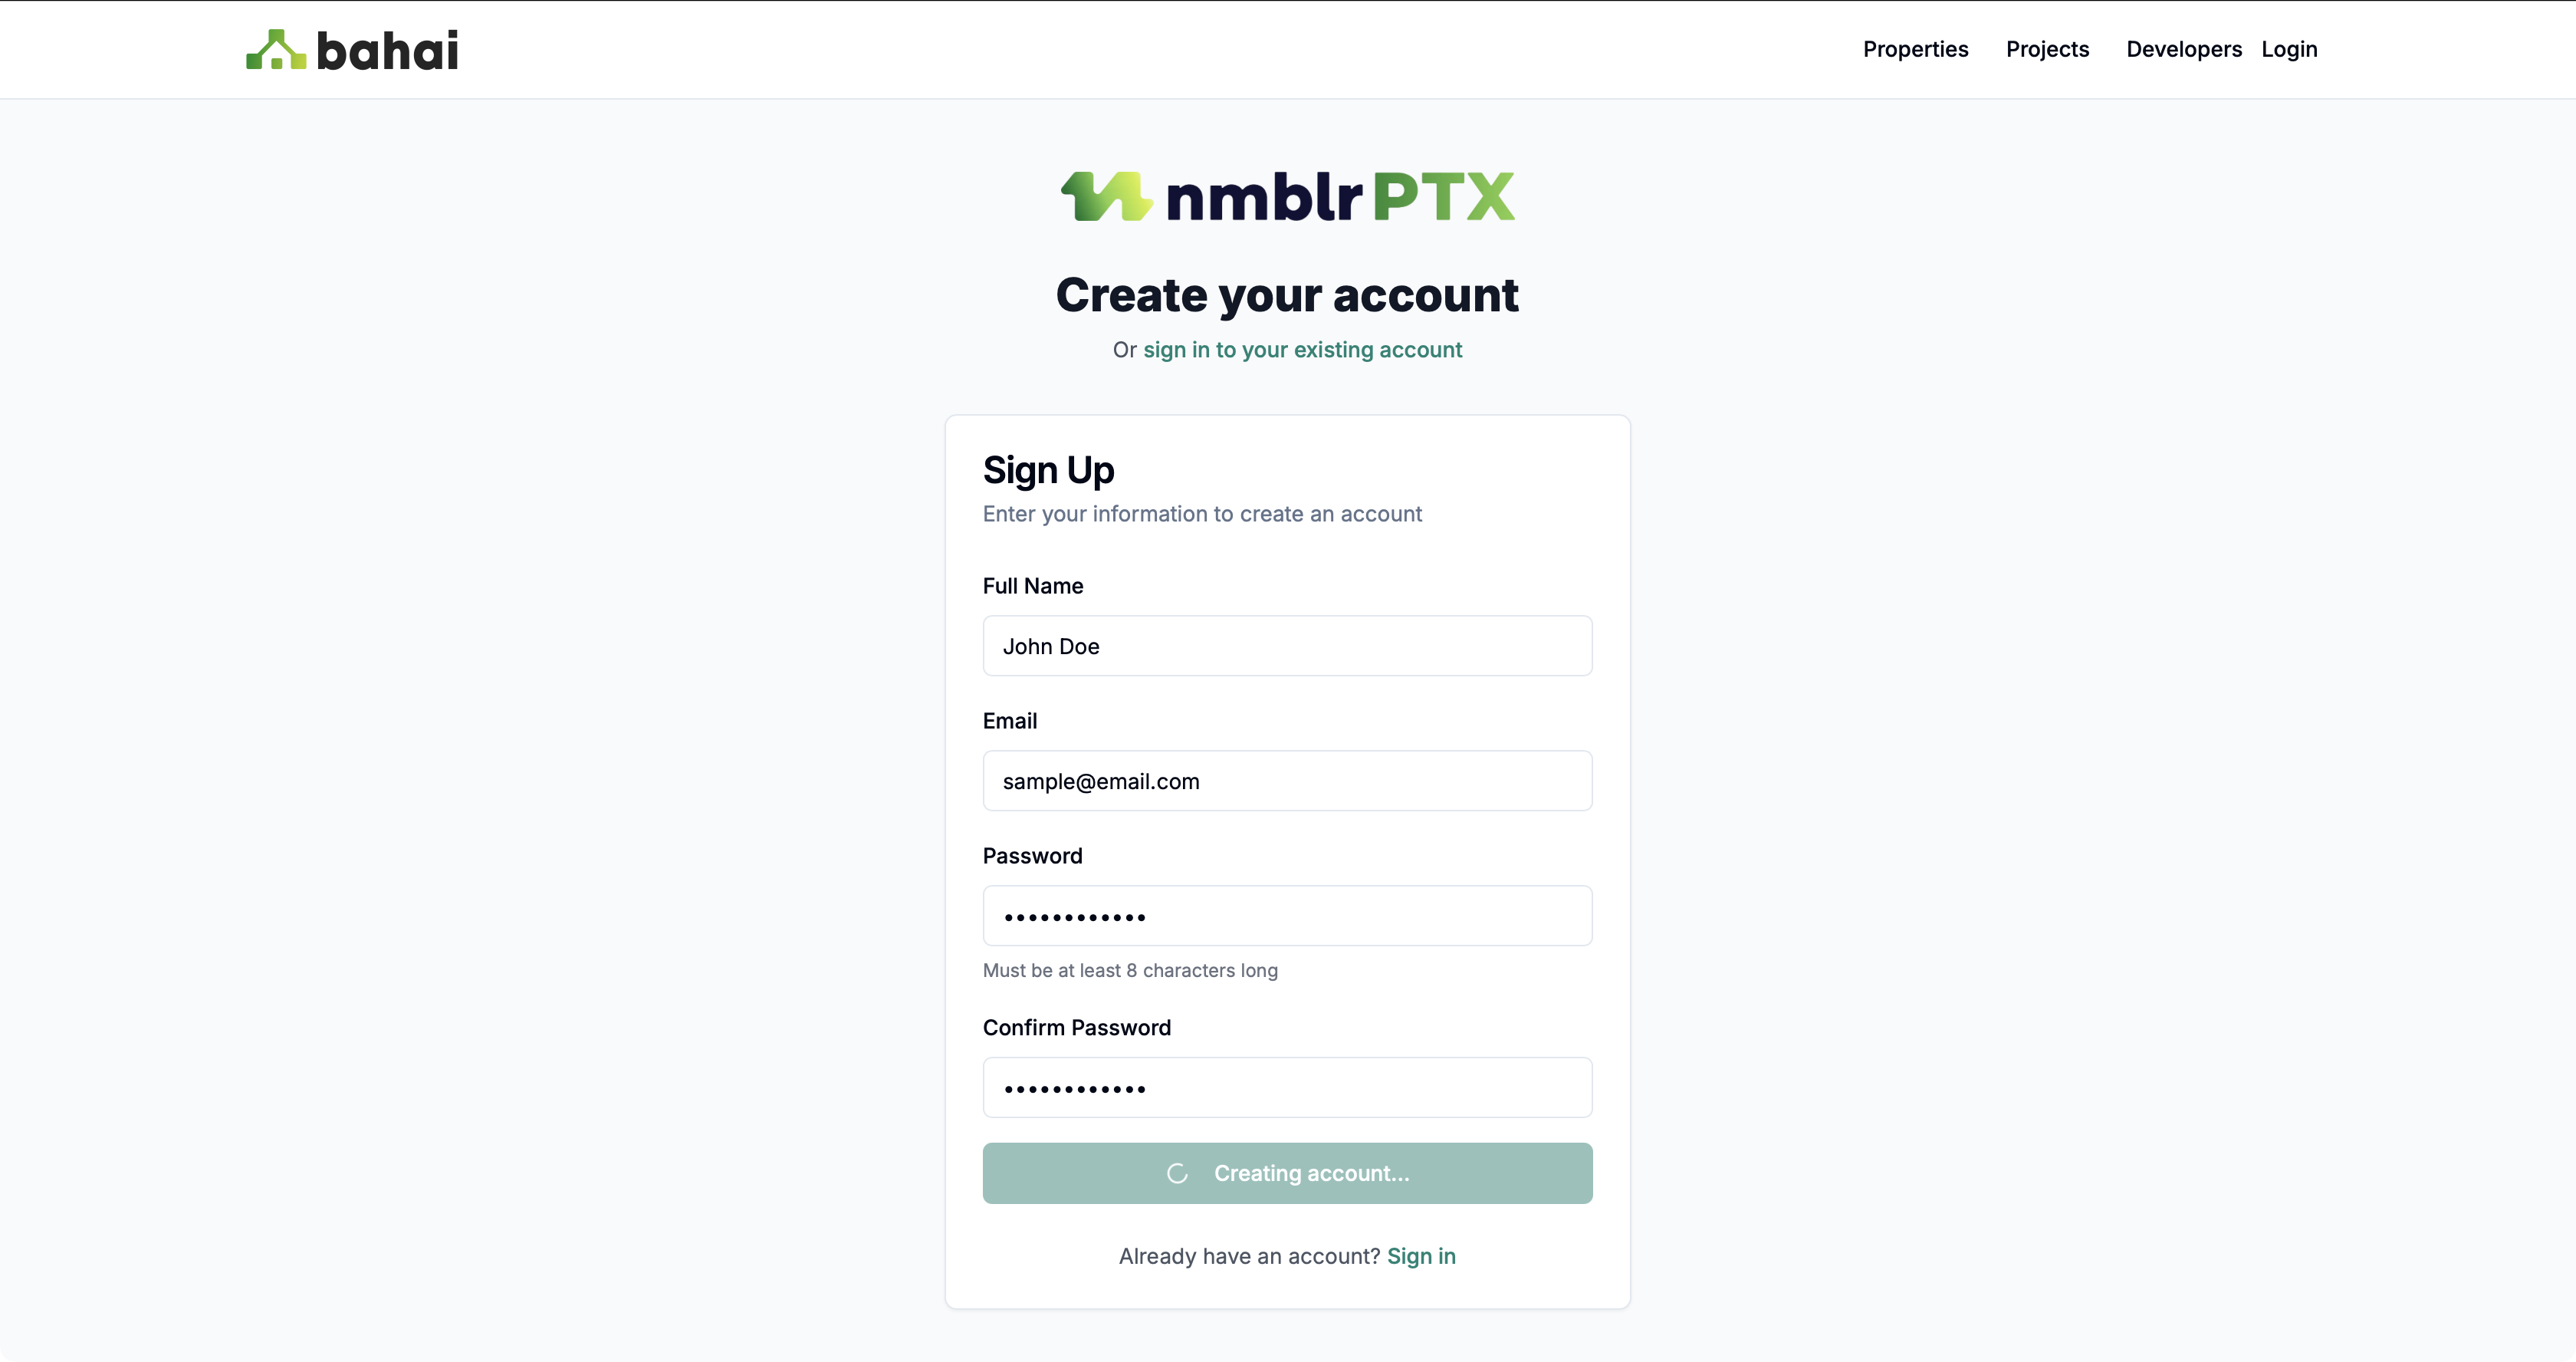 bahai
Properties Projects Developers Login
nmblr PTX
Create your account
Or sign in to your existing account
Sign Up
Enter your information to create an account
Full Name
John Doe
Email
sample@email.com
Password
••••••••••••
Must be at least 8 characters long
Confirm Password
••••••••••••
Creating account...
Already have an account? Sign in